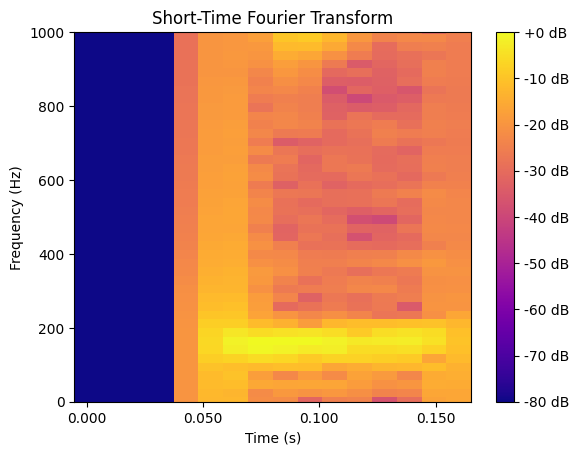 Short-Time Fourier Transform
Frequency (Hz)
1000
800
600
400
200
0
0.000 0.050 0.100 0.150
Time (s)
+0 dB
-10 dB
-20 dB
-30 dB
-40 dB
-50 dB
-60 dB
-70 dB
-80 dB